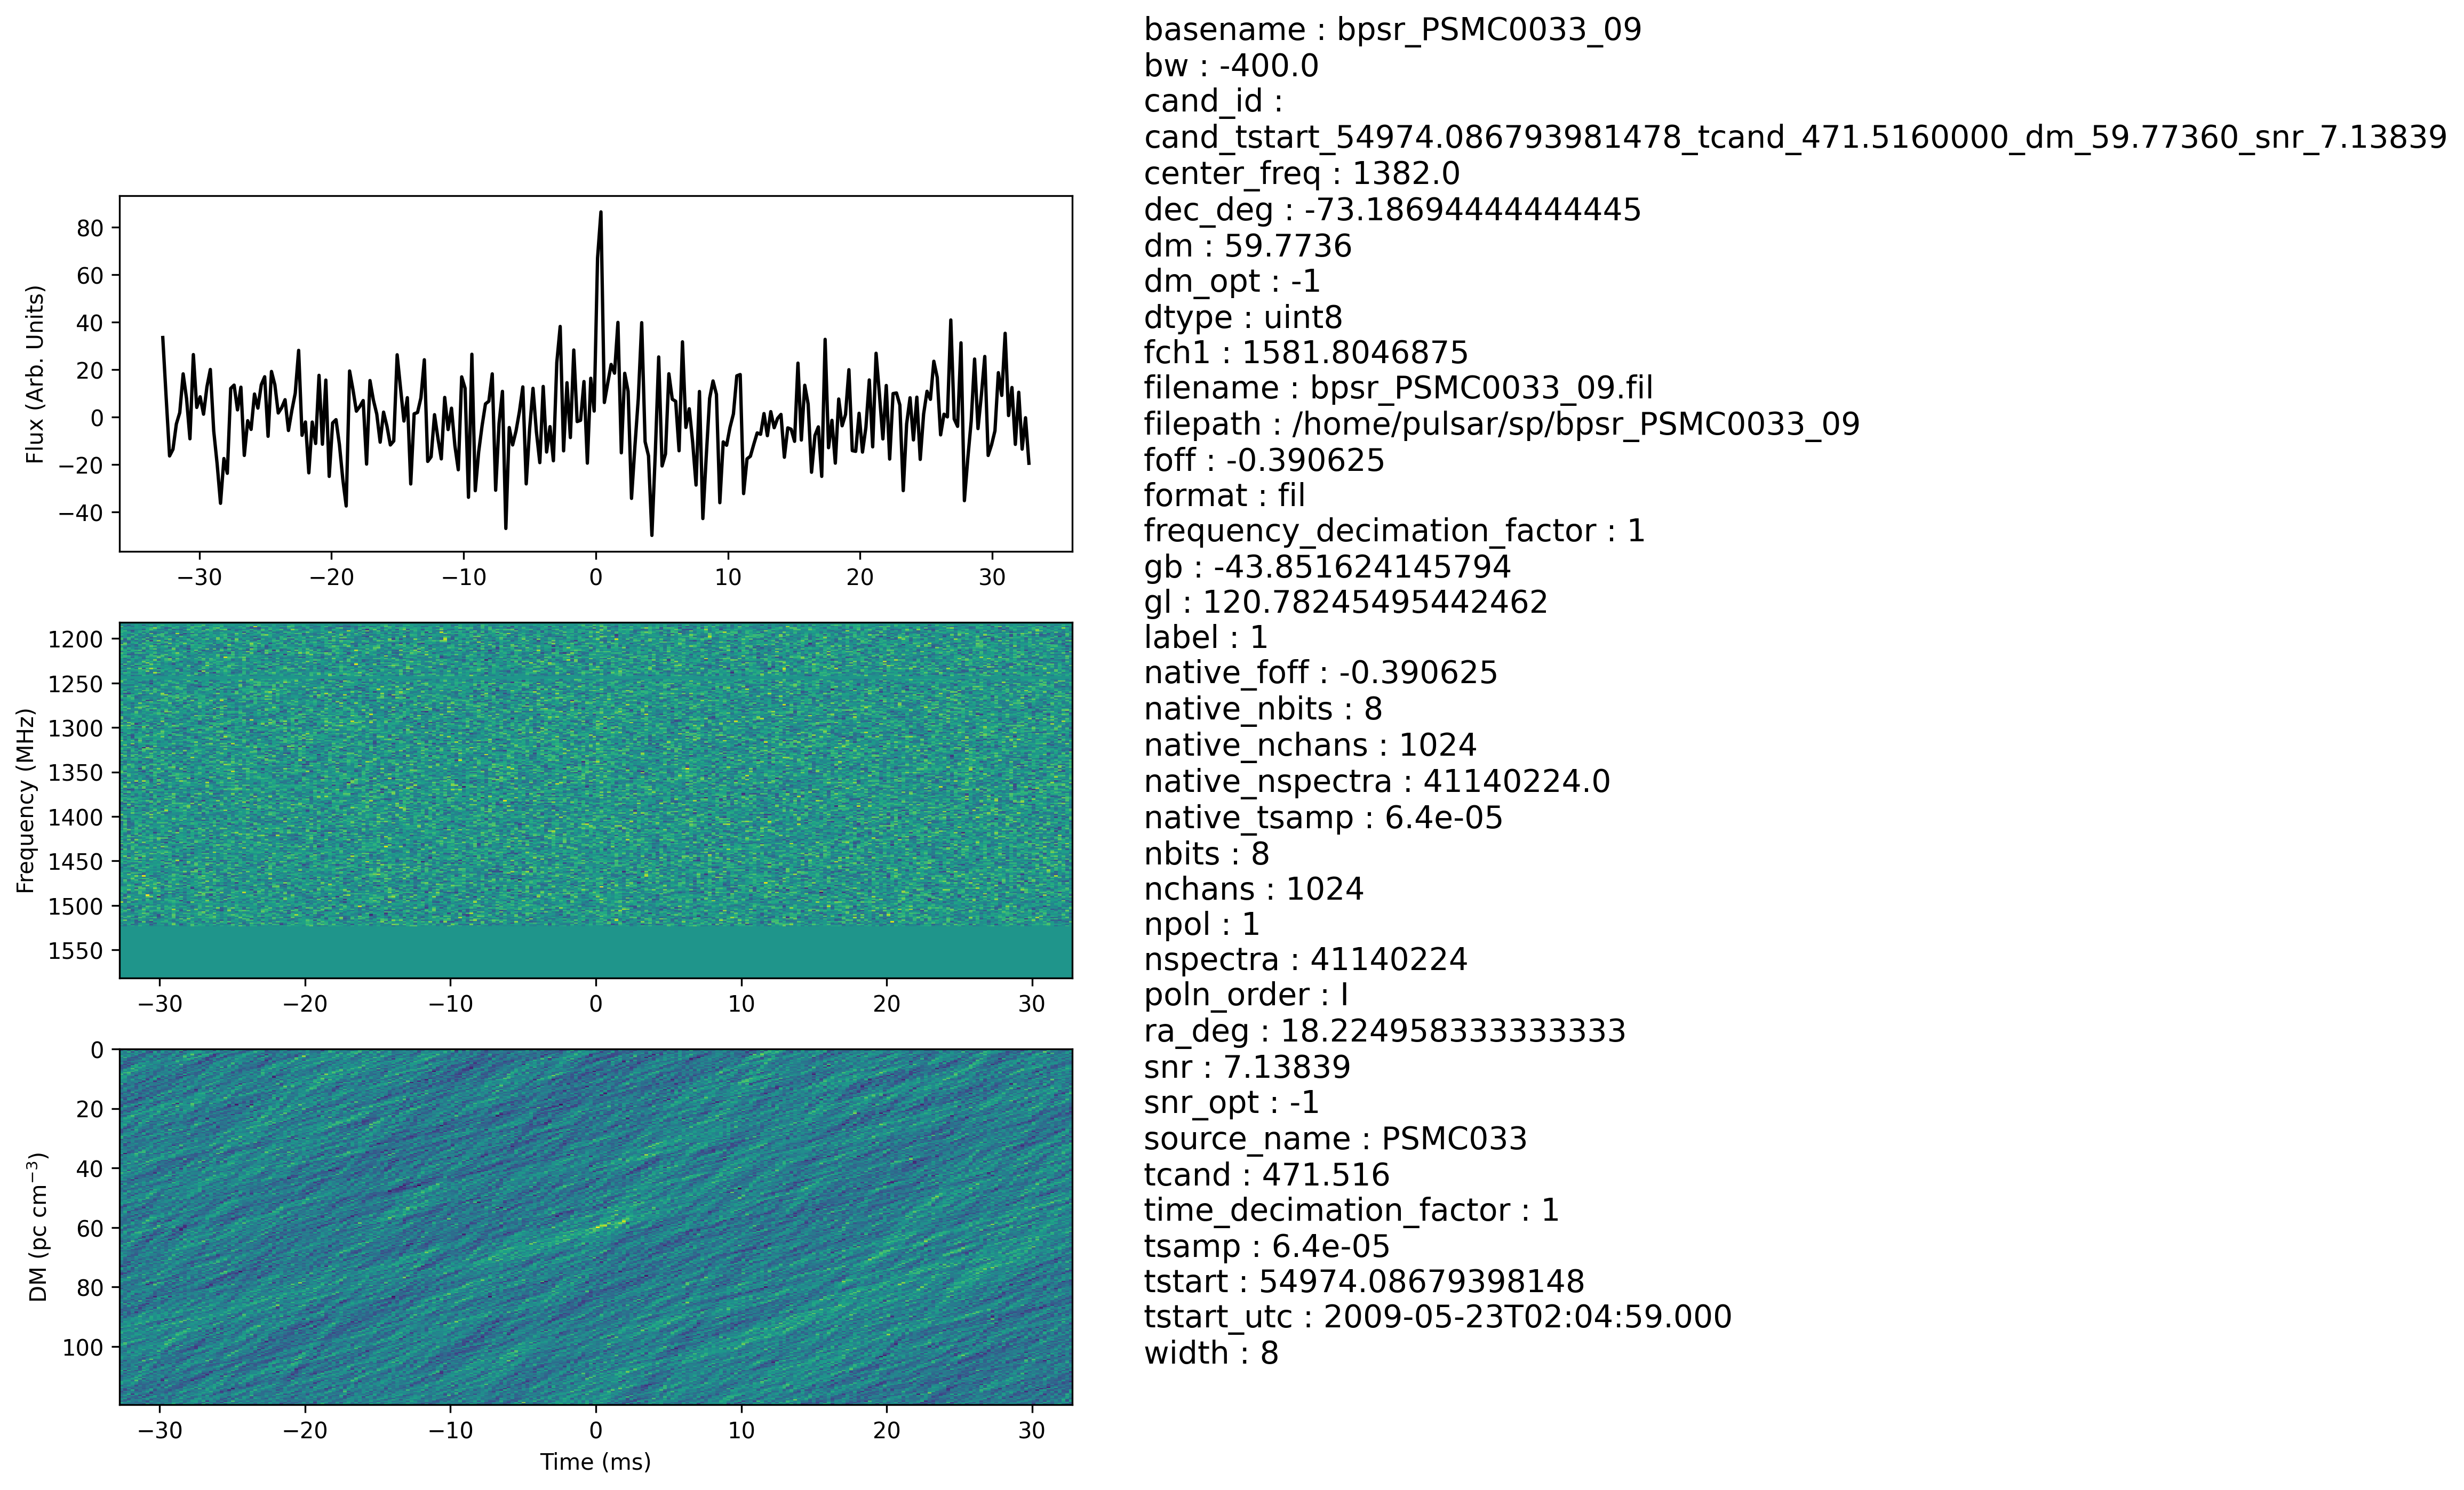 basename : bpsr_PSMC0033_09
bw : -400.0
cand_id :
cand_tstart_54974.086793981478_tcand_471.5160000_dm_59.77360_snr_7.13839
center_freq : 1382.0
dec_deg : -73.18694444444445
dm : 59.7736
dm_opt : -1
dtype : uint8
fch1 : 1581.8046875
filename : bpsr_PSMC0033_09.fil
filepath : /home/pulsar/sp/bpsr_PSMC0033_09
foff : -0.390625
format : fil
frequency_decimation_factor : 1
gb : -43.851624145794
gl : 120.78245495442462
label : 1
native_foff : -0.390625
native_nbits : 8
native_nchans : 1024
native_nspectra : 41140224.0
native_tsamp : 6.4e-05
nbits : 8
nchans : 1024
npol : 1
nspectra : 41140224
poln_order : I
ra_deg : 18.224958333333333
snr : 7.13839
snr_opt : -1
source_name : PSMC033
tcand : 471.516
time_decimation_factor : 1
tsamp : 6.4e-05
tstart : 54974.08679398148
tstart_utc : 2009-05-23T02:04:59.000
width : 8
Flux (Arb. Units)
80
60
40
20
0
−20
−40
−30 −20 −10 0 10 20 30
Frequency (MHz)
1200
1250
1300
1350
1400
1450
1500
1550
−30 −20 −10 0 10 20 30
DM (pc cm⁻³)
0
20
40
60
80
100
−30 −20 −10 0 10 20 30
Time (ms)